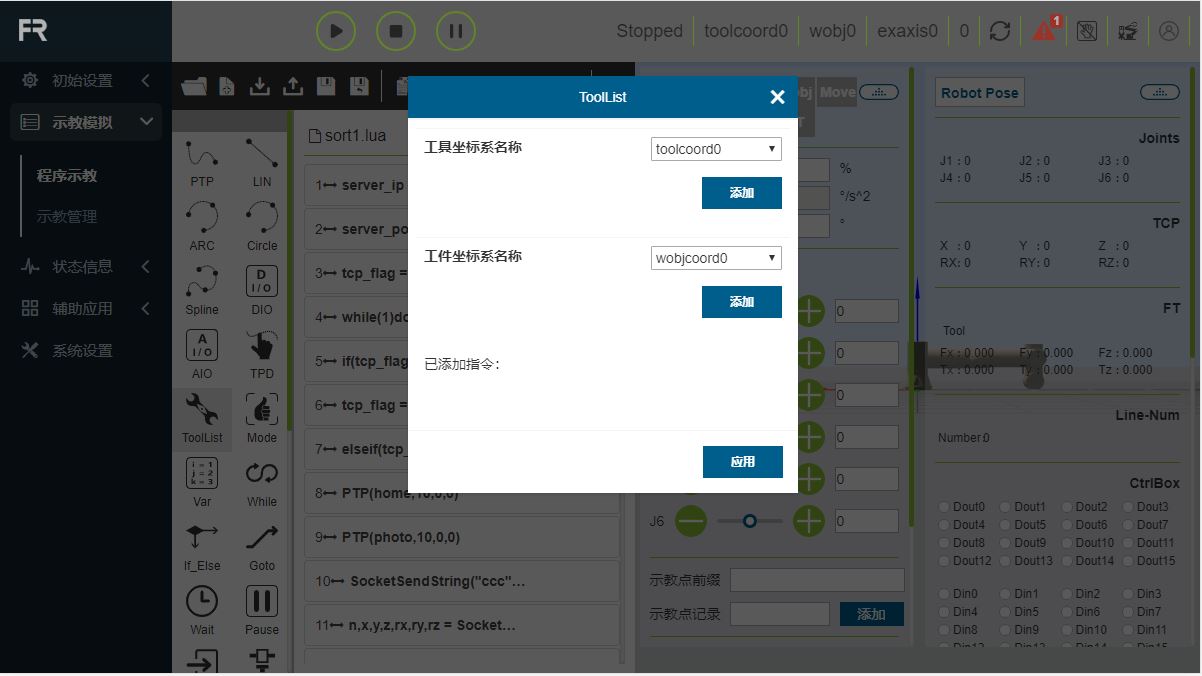 FR
Stopped
toolcoord0
wobj0
exaxis0
0
1
初始设置
示教模拟
程序示教
示教管理
状态信息
辅助应用
系统设置
PTP
LIN
ARC
Circle
Spline
D
I/O
DIO
A
I/O
AIO
TPD
ToolList
Mode
i = 1
j = 2
k = 3
Var
While
If_Else
Goto
Wait
Pause
sort1.lua
1 server_ip
2 server_po
3 tcp_flag =
4 while(1)do
5 if(tcp_flag
6 tcp_flag =
7 elseif(tcp_
8 PTP(home,10,0,0)
9 PTP(photo,10,0,0)
10 SocketSendString("ccc"...
11 n,x,y,z,rx,ry,rz = Socket...
ToolList
工具坐标系名称
toolcoord0
添加
工件坐标系名称
wobjcoord0
添加
已添加指令：
应用
bj
Move
T
%
°/s^2
°
0
0
0
0
0
J6
0
示教点前缀
示教点记录
添加
Robot Pose
Joints
J1 : 0 J2 : 0 J3 : 0
J4 : 0 J5 : 0 J6 : 0
TCP
X : 0 Y : 0 Z : 0
RX: 0 RY: 0 RZ: 0
FT
Tool
Fx : 0.000 Fy : 0.000 Fz : 0.000
Tx : 0.000 Ty : 0.000 Tz : 0.000
Line-Num
Number:0
CtrlBox
Dout0 Dout1 Dout2 Dout3
Dout4 Dout5 Dout6 Dout7
Dout8 Dout9 Dout10 Dout11
Dout12 Dout13 Dout14 Dout15
Din0 Din1 Din2 Din3
Din4 Din5 Din6 Din7
Din8 Din9 Din10 Din11
Din12 Din13 Din14 Din15